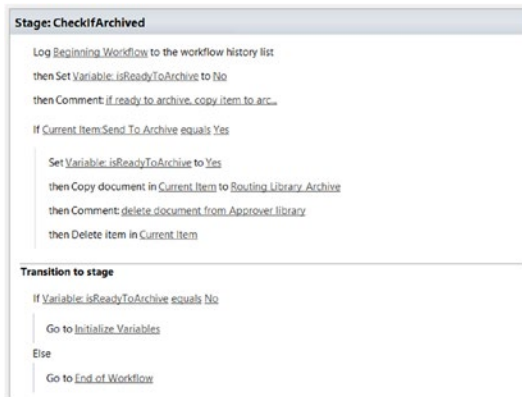 Stage: CheckIfArchived
Log Beginning Workflow to the workflow history list
then Set Variable: isReadyToArchive to No
then Comment: if ready to archive, copy item to arc...
If Current Item:Send To Archive equals Yes
Set Variable: isReadyToArchive to Yes
then Copy document in Current Item to Routing Library Archive
then Comment: delete document from Approver library
then Delete item in Current Item
Transition to stage
If Variable: isReadyToArchive equals No
Go to Initialize Variables
Else
Go to End of Workflow